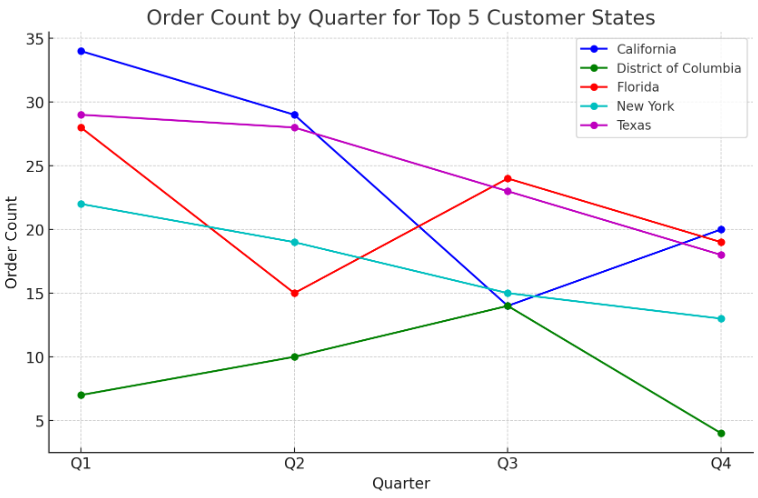 Order Count by Quarter for Top 5 Customer States
35
30
25
20
15
10
5
Order Count
California
District of Columbia
Florida
New York
Texas
Q1 Q2 Q3 Q4
Quarter